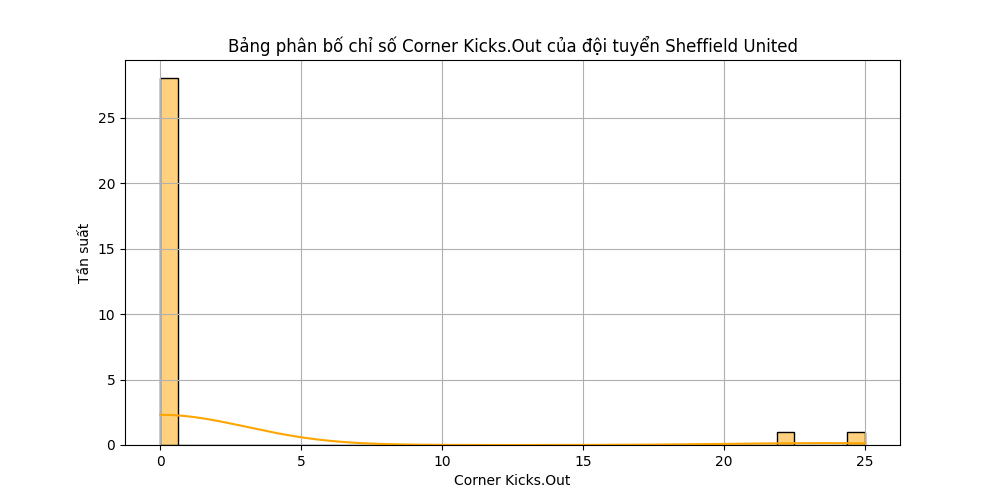 Bảng phân bố chỉ số Corner Kicks.Out của đội tuyển Sheffield United
Tần suất
25
20
15
10
5
0
0 5 10 15 20 25
Corner Kicks.Out